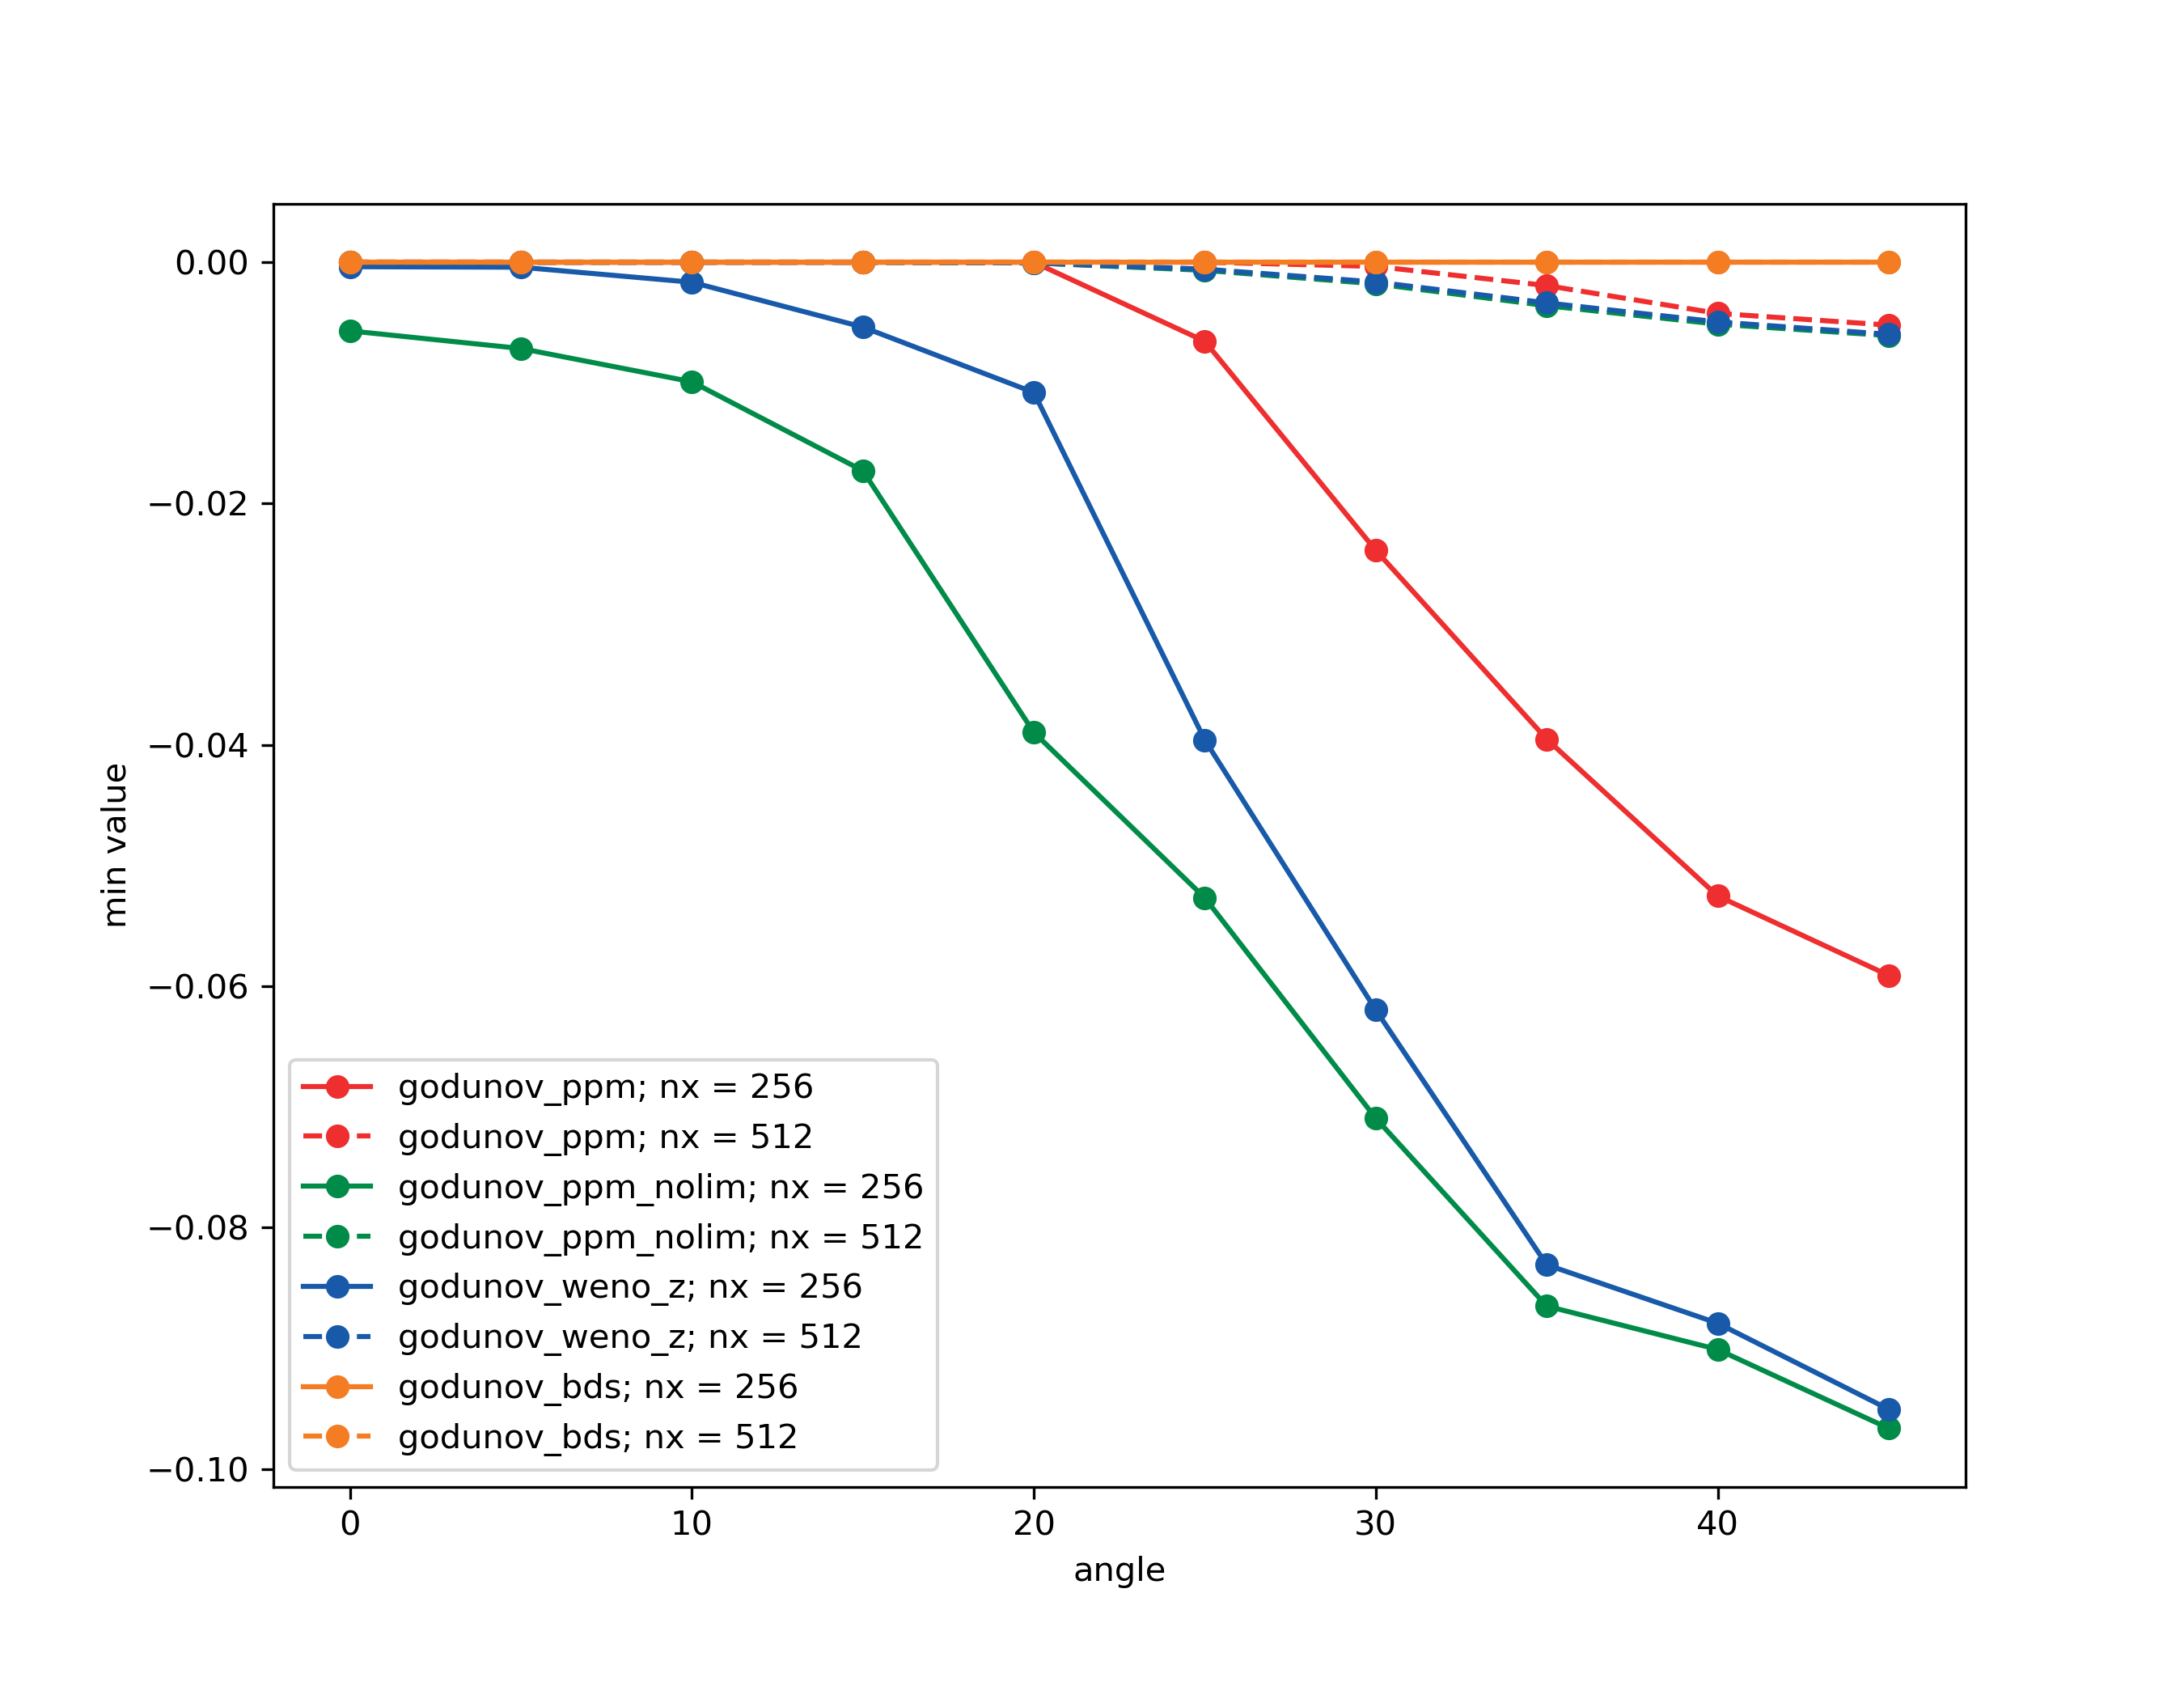 0.00
−0.02
−0.04
−0.06
−0.08
−0.10
min value
godunov_ppm; nx = 256
godunov_ppm; nx = 512
godunov_ppm_nolim; nx = 256
godunov_ppm_nolim; nx = 512
godunov_weno_z; nx = 256
godunov_weno_z; nx = 512
godunov_bds; nx = 256
godunov_bds; nx = 512
0 10 20 30 40
angle